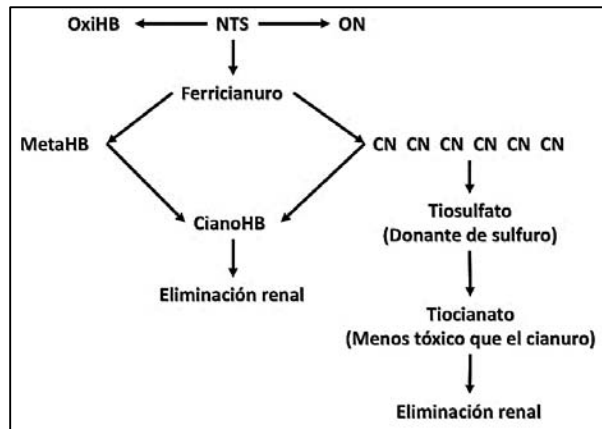 OxiHB NTS ON
Ferricianuro
MetaHB CN CN CN CN CN CN
Tiosulfato
CianoHB (Donante de sulfuro)
Eliminación renal
Tiocianato
(Menos tóxico que el cianuro)
Eliminación renal